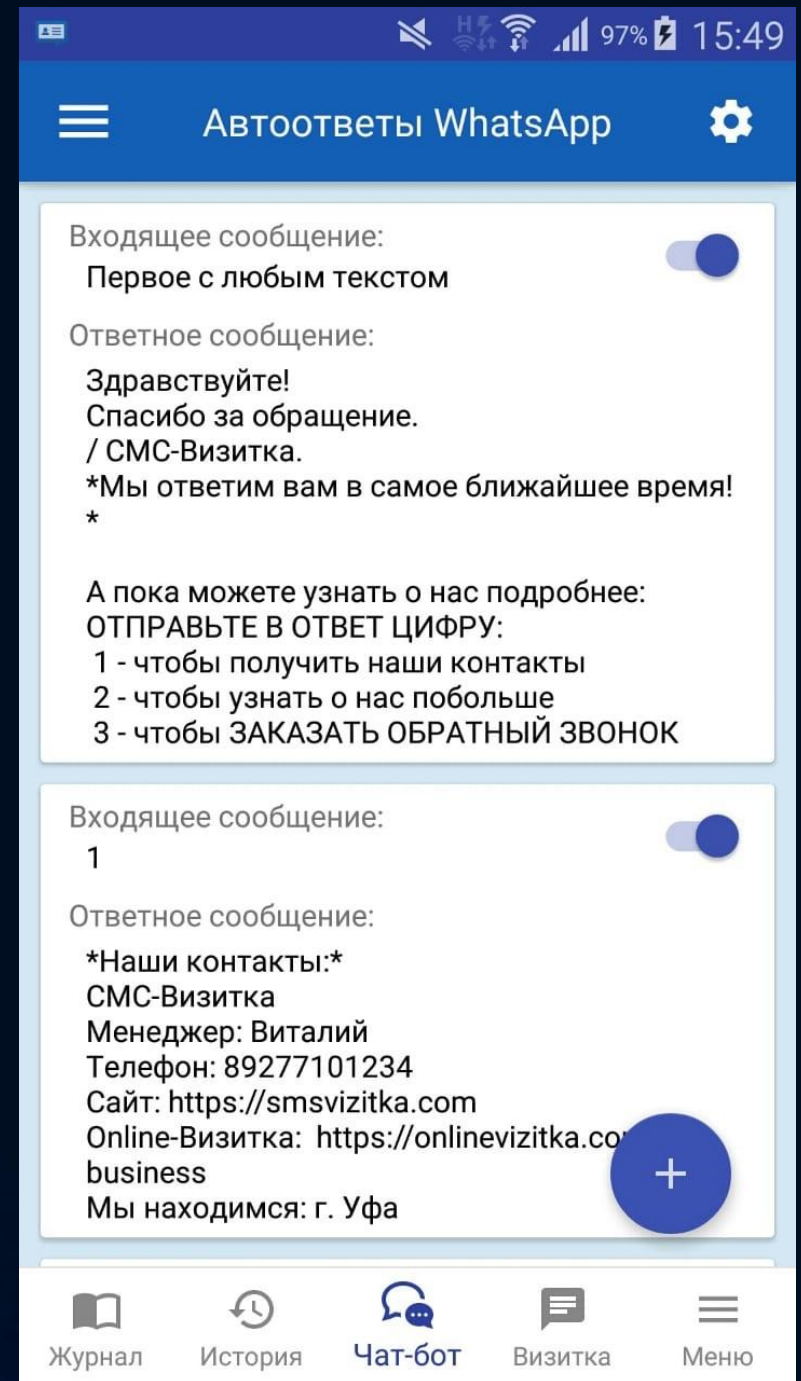 97% 15:49
Автоответы WhatsApp
Входящее сообщение:
Первое с любым текстом
Ответное сообщение:
Здравствуйте!
Спасибо за обращение.
/ СМС-Визитка.
*Мы ответим вам в самое ближайшее время!
*
А пока можете узнать о нас подробнее:
ОТПРАВЬТЕ В ОТВЕТ ЦИФРУ:
1 - чтобы получить наши контакты
2 - чтобы узнать о нас побольше
3 - чтобы ЗАКАЗАТЬ ОБРАТНЫЙ ЗВОНОК
Входящее сообщение:
1
Ответное сообщение:
*Наши контакты:*
СМС-Визитка
Менеджер: Виталий
Телефон: 89277101234
Сайт: https://smsvizitka.com
Online-Визитка: https://onlinevizitka.co
business
Мы находимся: г. Уфа
Журнал История Чат-бот Визитка Меню